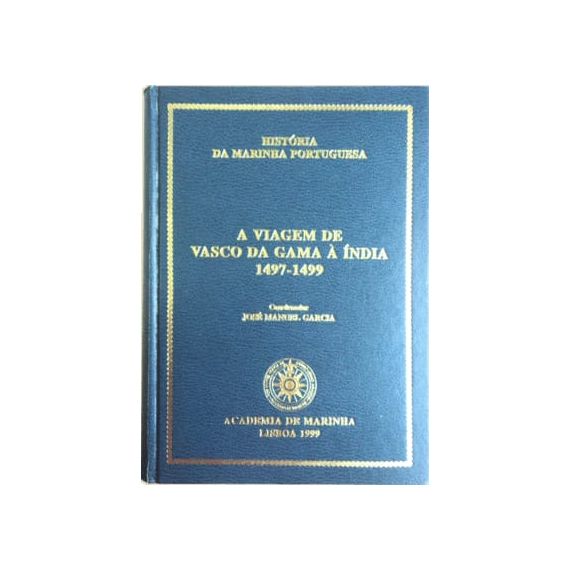 HISTÓRIA
DA MARINHA PORTUGUESA
A VIAGEM DE
VASCO DA GAMA À ÍNDIA
1497-1499
Coordenador
JOSÉ MANUEL GARCIA
ACADEMIA DE MARINHA
LISBOA 1999